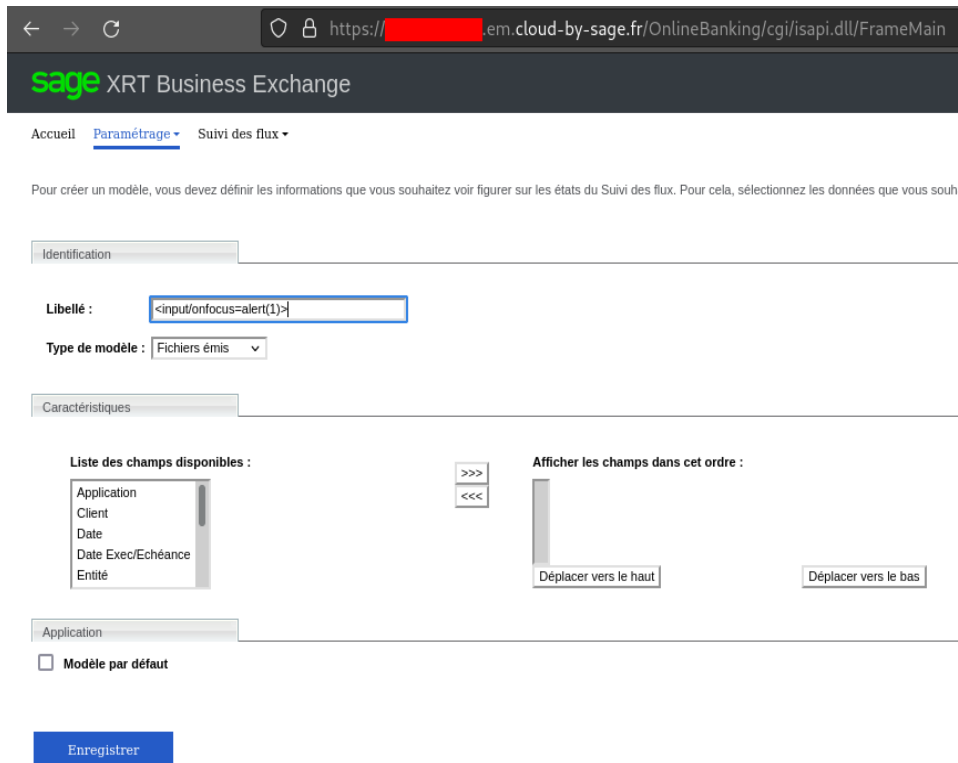 https://.em.cloud-by-sage.fr/OnlineBanking/cgi/isapi.dll/FrameMain
sage XRT Business Exchange
Accueil Paramétrage Suivi des flux
Pour créer un modèle, vous devez définir les informations que vous souhaitez voir figurer sur les états du Suivi des flux. Pour cela, sélectionnez les données que vous souh
Identification
Libellé : <input/onfocus=alert(1)>
Type de modèle : Fichiers émis
Caractéristiques
Liste des champs disponibles : >>> Afficher les champs dans cet ordre :
<<<
Application
Client
Date
Date Exec/Echéance
Entité
Déplacer vers le haut Déplacer vers le bas
Application
Modèle par défaut
Enregistrer